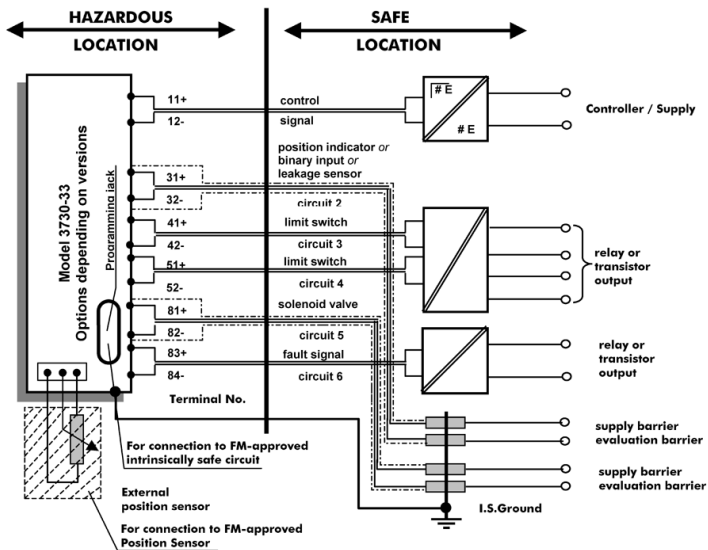 HAZARDOUS
LOCATION
SAFE
LOCATION
Model 3730-33
Options depending on versions
Programming jack
11+
12-
control
signal
# E
# E
Controller / Supply
31+
32-
position indicator or
binary input or
leakage sensor
circuit 2
41+
42-
limit switch
circuit 3
51+
52-
limit switch
circuit 4
relay or
transistor
output
81+
82-
solenoid valve
circuit 5
83+
84-
fault signal
circuit 6
relay or
transistor
output
Terminal No.
supply barrier
evaluation barrier
supply barrier
evaluation barrier
I.S.Ground
For connection to FM-approved
intrinsically safe circuit
External
position sensor
For connection to FM-approved
Position Sensor